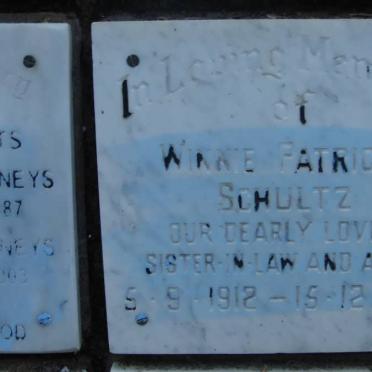 TS
NEYS
87
NEYS
OD
In Loving Mem
of
WINNIE PATRIC
SCHULTZ
OUR DEARLY LOVE
SISTER-IN-LAW AND A
5 - 9 - 1912 - 15 - 12